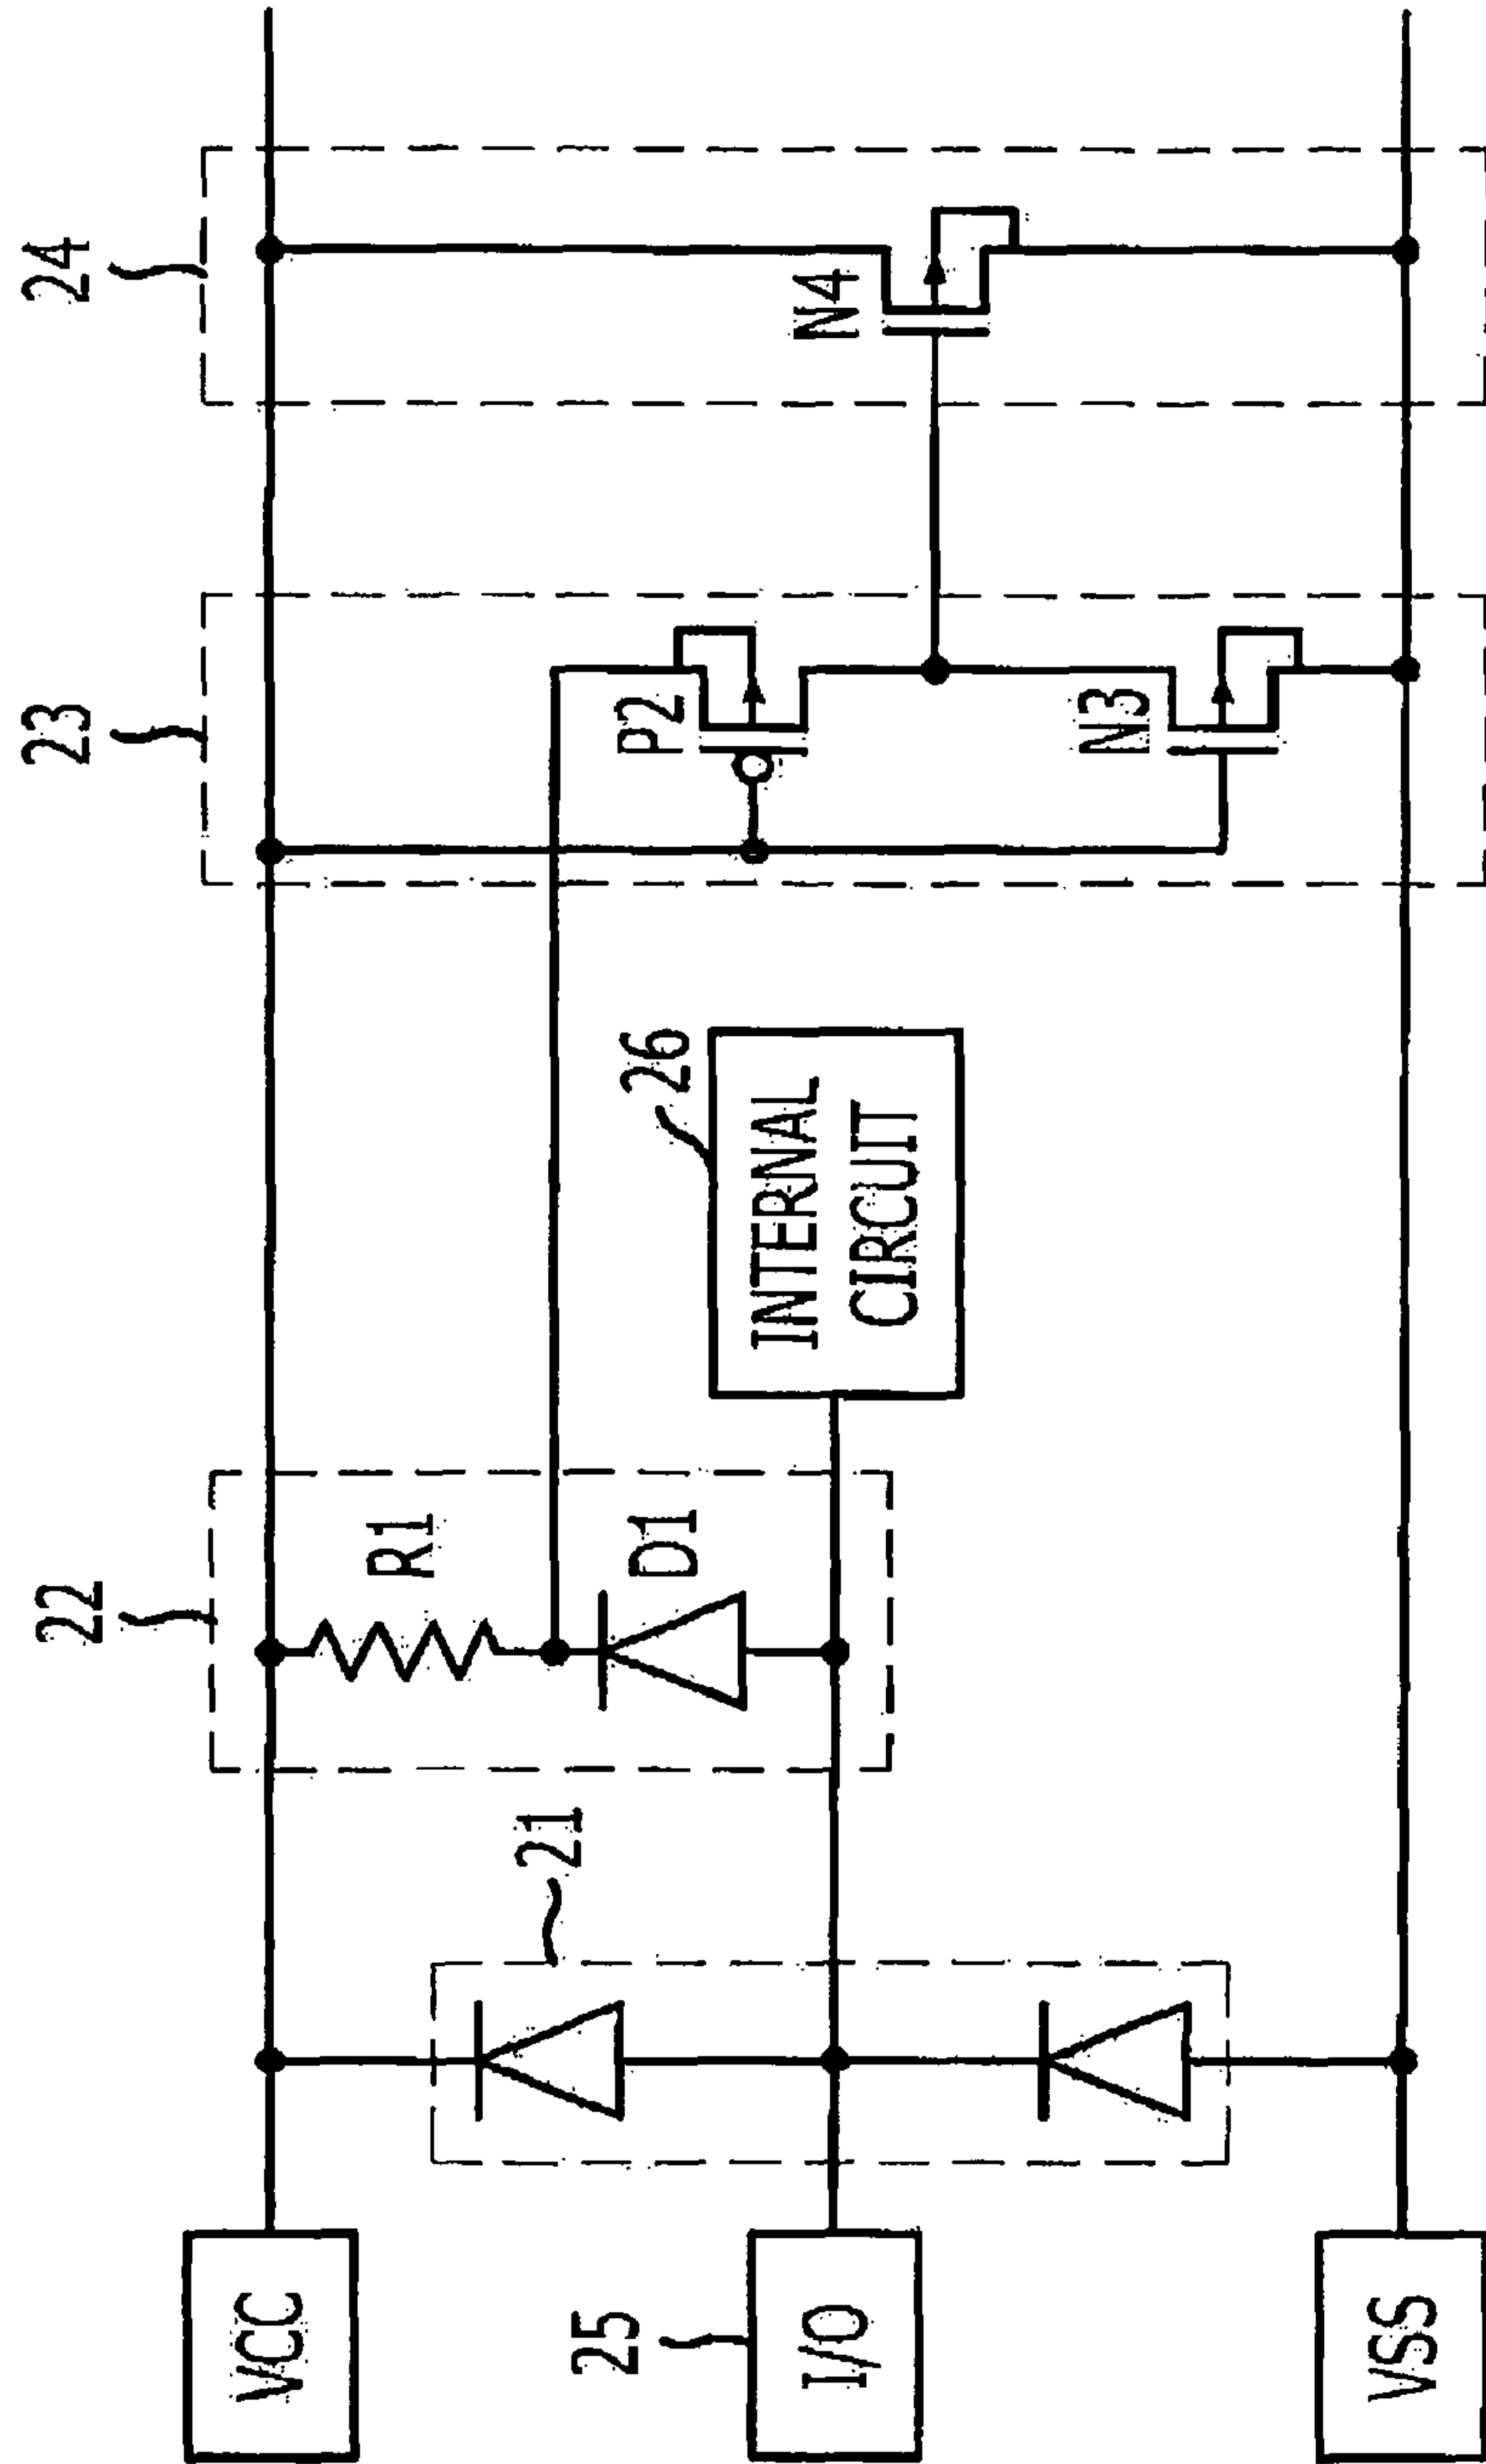 22
23
24
R1
D1
21
26
INTERNAL
CIRCUIT
P2
N3
N4
VCC
25
I/O
VSS